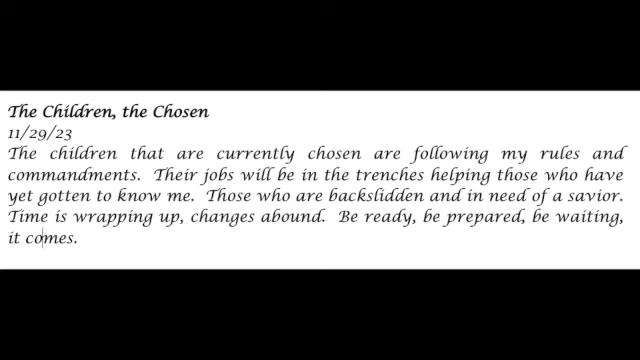 The Children, the Chosen
11/29/23
The children that are currently chosen are following my rules and
commandments. Their jobs will be in the trenches helping those who have
yet gotten to know me. Those who are backslidden and in need of a savior.
Time is wrapping up, changes abound. Be ready, be prepared, be waiting,
it comes.